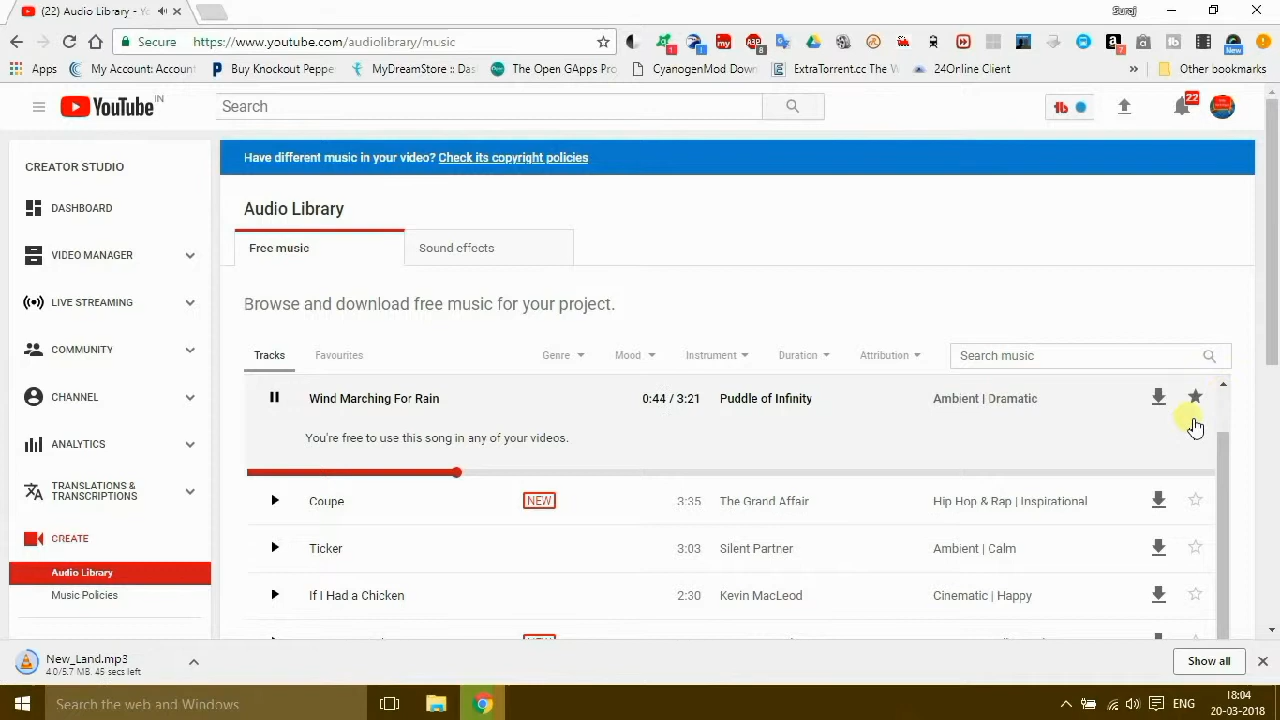 (22) Audio Library - Yo
Suroj
Secure
https://www.youtube.com/audiolibrary/music
Apps
My Account: Account
Buy Knockout Peppe
MyDreamStore :: Das
The Open GApps Pro
CyanogenMod Down
ExtraTorrent.cc The W
24Online Client
Other bookmarks
YouTube IN
Search
22
CREATOR STUDIO
DASHBOARD
VIDEO MANAGER
LIVE STREAMING
COMMUNITY
CHANNEL
ANALYTICS
TRANSLATIONS &
TRANSCRIPTIONS
CREATE
Audio Library
Music Policies
Have different music in your video? Check its copyright policies
Audio Library
Free music
Sound effects
Browse and download free music for your project.
Tracks
Favourites
Genre
Mood
Instrument
Duration
Attribution
Search music
Wind Marching For Rain 0:44 / 3:21 Puddle of Infinity Ambient | Dramatic
You're free to use this song in any of your videos.
Coupe NEW 3:35 The Grand Affair Hip Hop & Rap | Inspirational
Ticker 3:03 Silent Partner Ambient | Calm
If I Had a Chicken 2:30 Kevin MacLeod Cinematic | Happy
New_Land.mp3
4.0/5.7 MB, 45 secs left
Show all
Search the web and Windows
ENG
18:04
20-03-2018